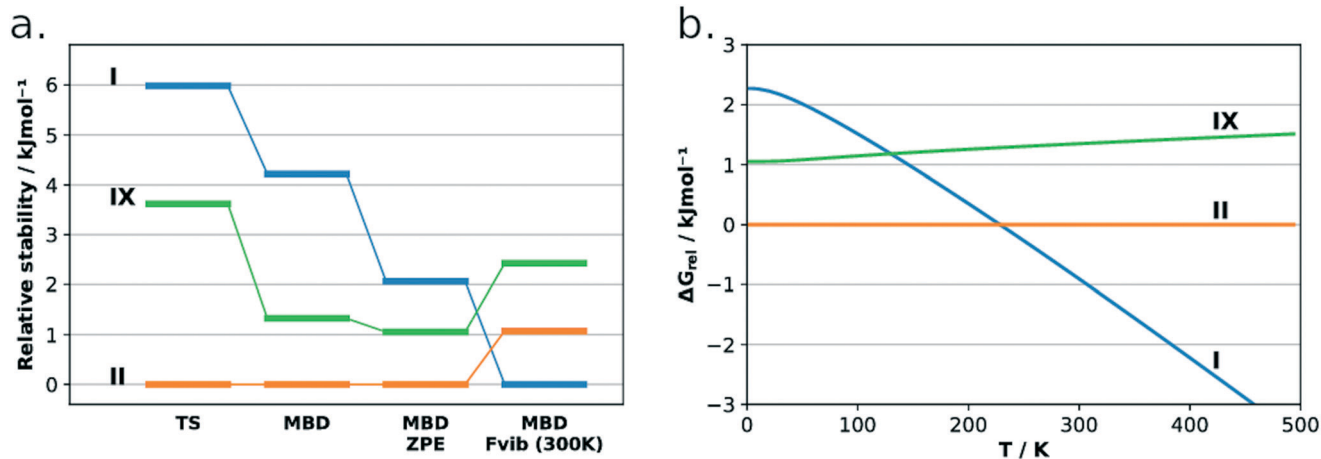 a.
Relative stability / kJmol⁻¹
6
5
4
3
2
1
0
I
IX
II
TS
MBD
MBD
ZPE
MBD
Fvib (300K)
b.
ΔG_rel / kJmol⁻¹
3
2
1
0
−1
−2
−3
IX
II
I
0
100
200
300
400
500
T / K